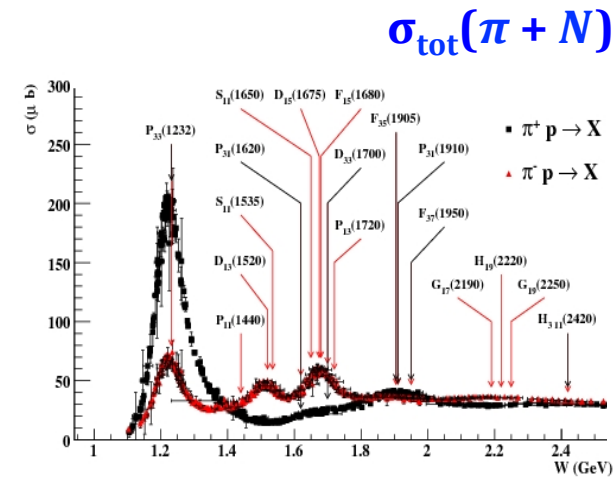 σtot(π + N)
σ (μ b)
300
250
200
150
100
50
0
S11(1650) D15(1675) F15(1680)
P33(1232)
F35(1905)
P31(1620)
D33(1700)
P31(1910)
S11(1535)
P13(1720)
F37(1950)
D13(1520)
H19(2220)
G17(2190)
G19(2250)
P11(1440)
H3 11(2420)
π+ p → X
π- p → X
1 1.2 1.4 1.6 1.8 2 2.2 2.4
W (GeV)